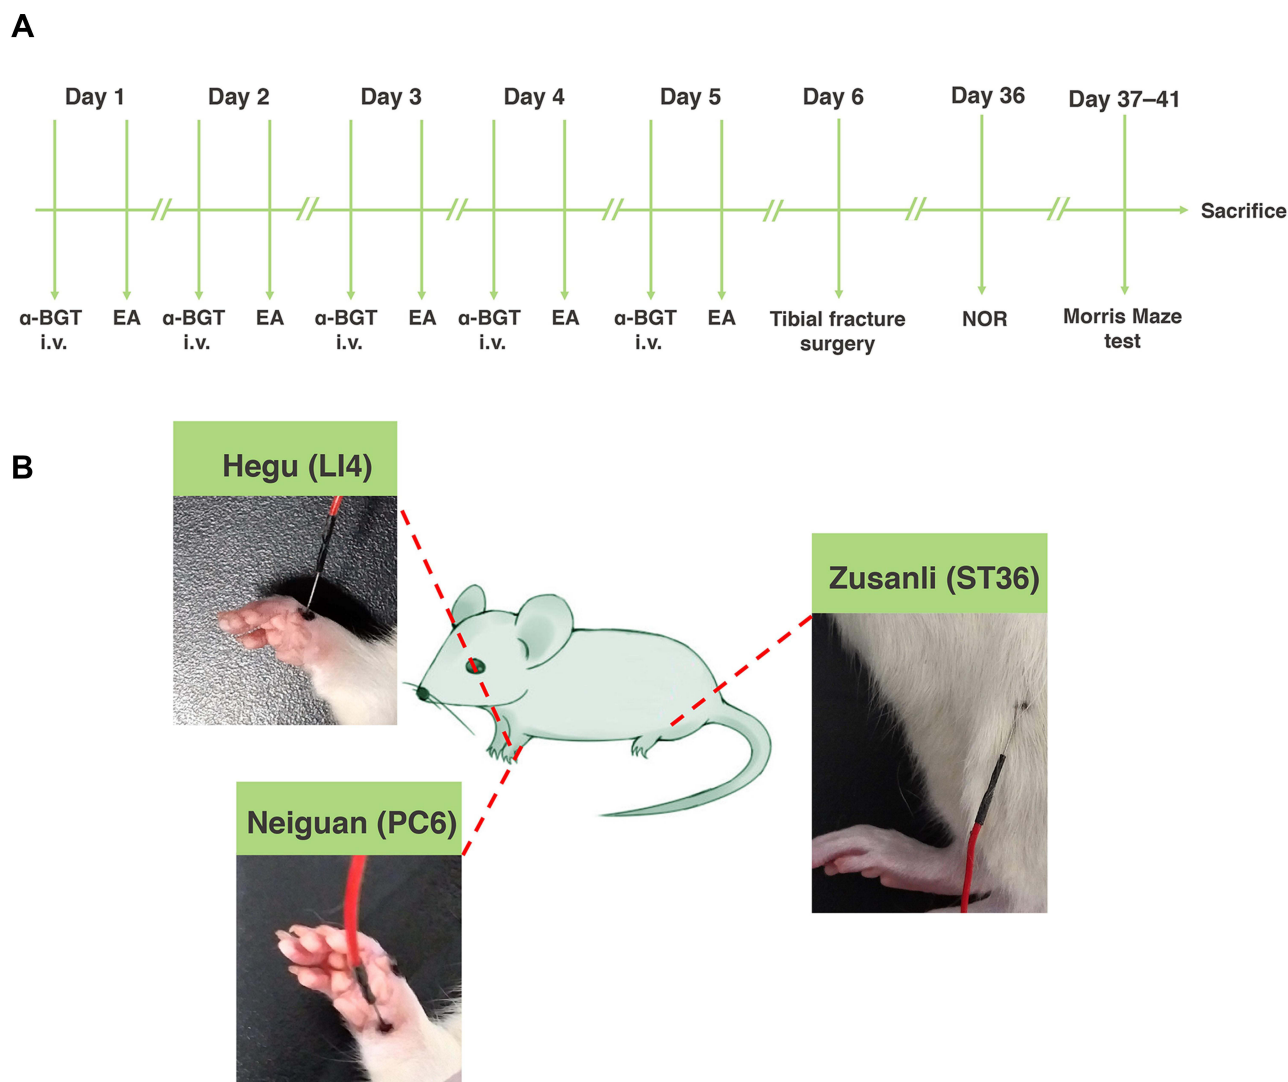 A
Day 1 Day 2 Day 3 Day 4 Day 5 Day 6 Day 36 Day 37–41
Sacrifice
α-BGT i.v. EA α-BGT i.v. EA α-BGT i.v. EA α-BGT i.v. EA α-BGT i.v. EA Tibial fracture surgery NOR Morris Maze test
B
Hegu (LI4)
Zusanli (ST36)
Neiguan (PC6)